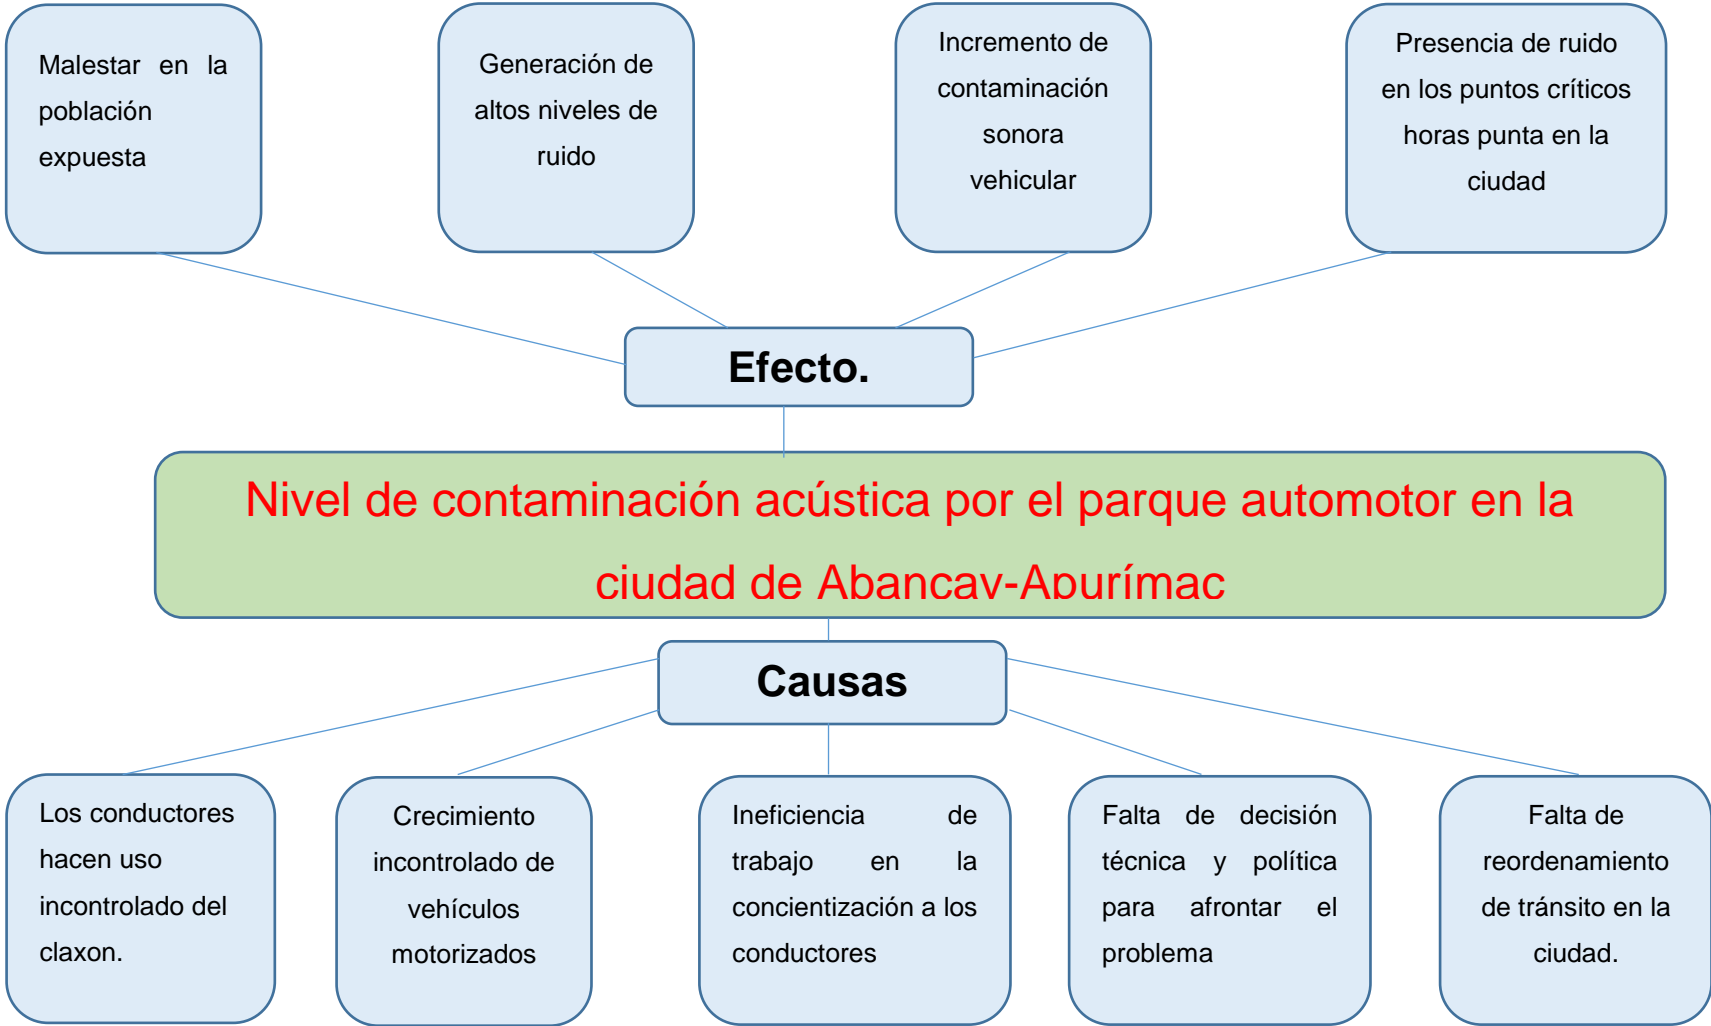 Malestar en la
población
expuesta
Generación de
altos niveles de
ruido
Incremento de
contaminación
sonora
vehicular
Presencia de ruido
en los puntos críticos
horas punta en la
ciudad
Efecto.
Nivel de contaminación acústica por el parque automotor en la
ciudad de Abancay-Apurímac
Causas
Los conductores
hacen uso
incontrolado del
claxon.
Crecimiento
incontrolado de
vehículos
motorizados
Ineficiencia de
trabajo en la
concientización a los
conductores
Falta de decisión
técnica y política
para afrontar el
problema
Falta de
reordenamiento
de tránsito en la
ciudad.